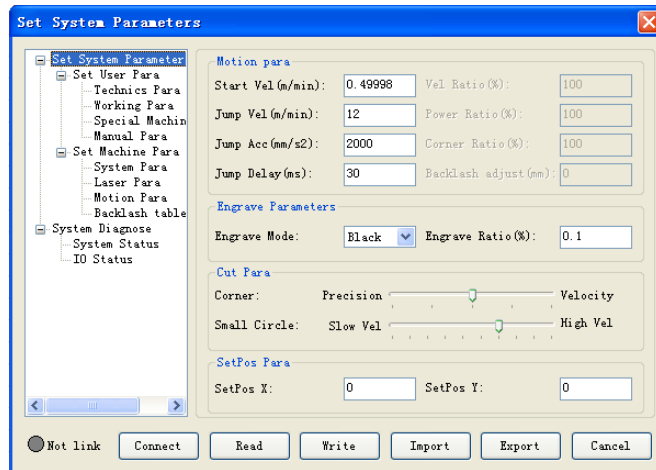 Set System Parameters
Set System Parameter
Set User Para
Technics Para
Working Para
Special Machin
Manual Para
Set Machine Para
System Para
Laser Para
Motion Para
Backlash table
System Diagnose
System Status
IO Status
Motion para
Start Vel(m/min): 0.49998 Vel Ratio(%): 100
Jump Vel(m/min): 12 Power Ratio(%): 100
Jump Acc(mm/s2): 2000 Corner Ratio(%): 100
Jump Delay(ms): 30 Backlash adjust(mm): 0
Engrave Parameters
Engrave Mode: Black Engrave Ratio(%): 0.1
Cut Para
Corner: Precision Velocity
Small Circle: Slow Vel High Vel
SetPos Para
SetPos X: 0 SetPos Y: 0
Not link Connect Read Write Import Export Cancel